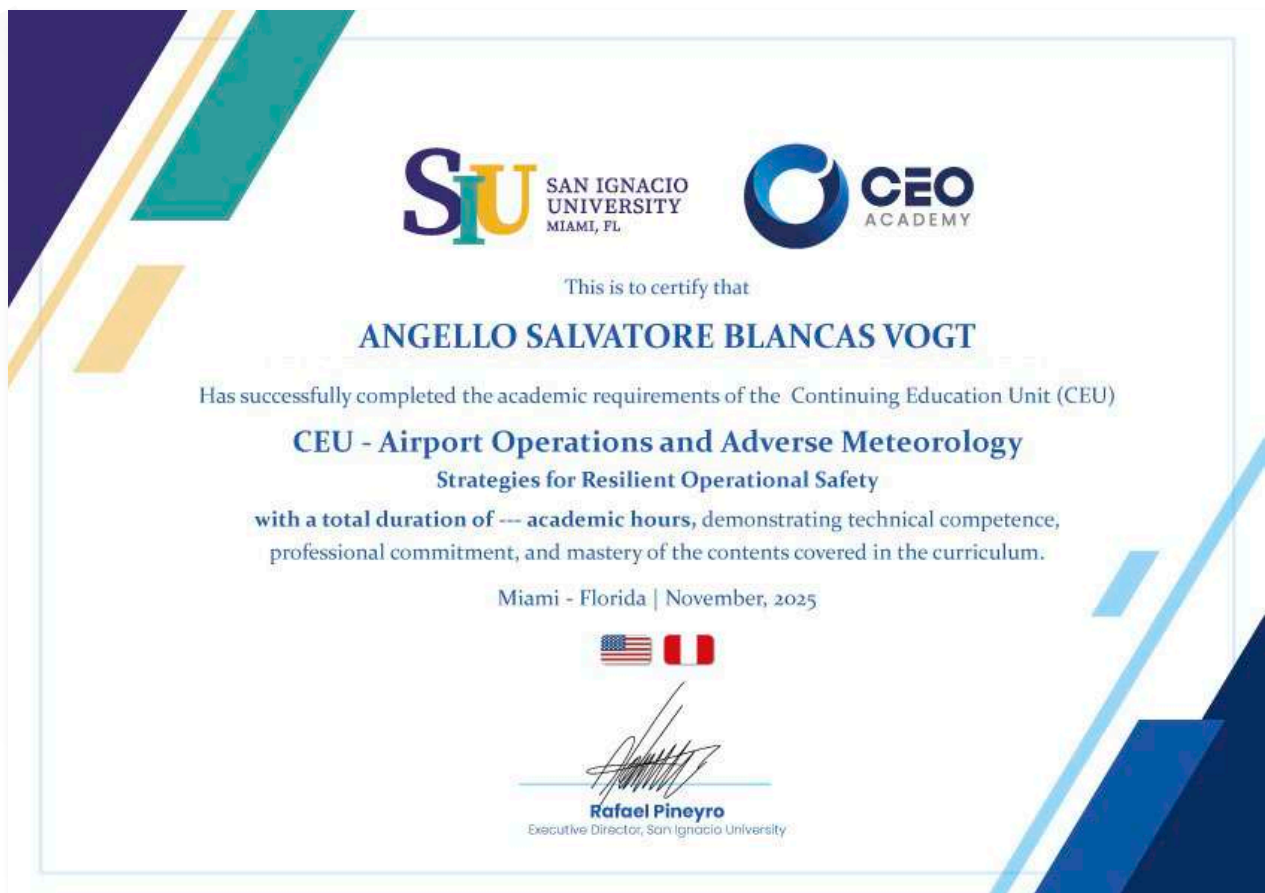 SIU
SAN IGNACIO
UNIVERSITY
MIAMI, FL
CEO
ACADEMY
This is to certify that
ANGELLO SALVATORE BLANCAS VOGT
Has successfully completed the academic requirements of the Continuing Education Unit (CEU)
CEU - Airport Operations and Adverse Meteorology
Strategies for Resilient Operational Safety
with a total duration of --- academic hours, demonstrating technical competence,
professional commitment, and mastery of the contents covered in the curriculum.
Miami - Florida | November, 2025
Rafael Pineyro
Executive Director, San Ignacio University